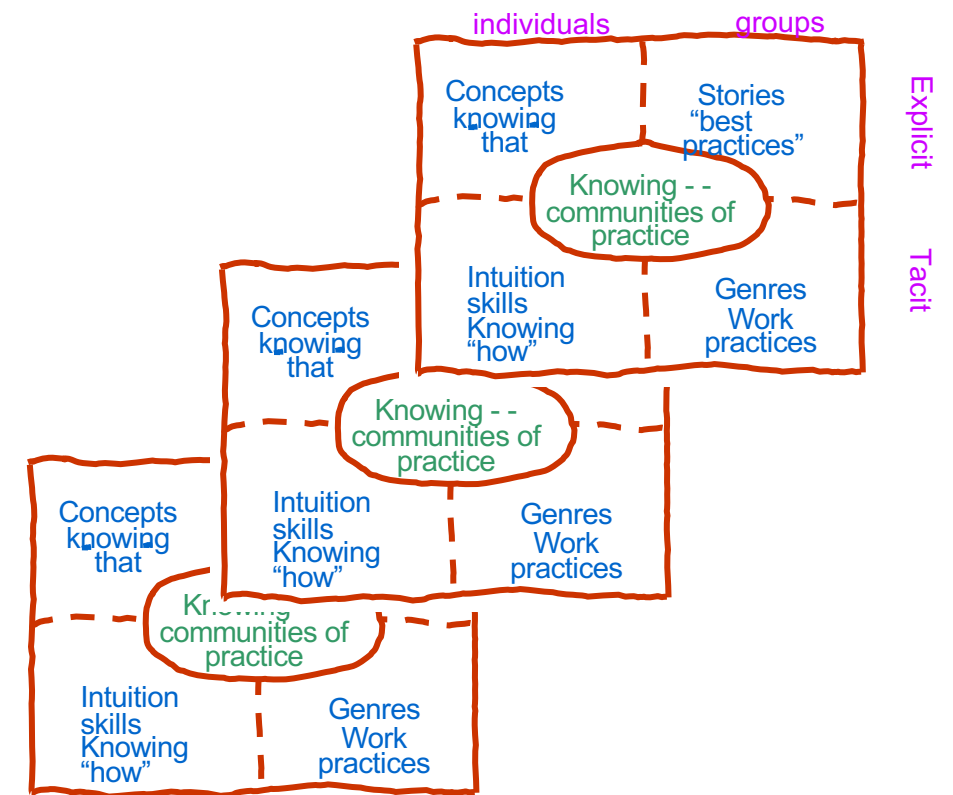 individuals
groups
Explicit
Tacit
Concepts
knowing
that
Stories
“best
practices”
Knowing - -
communities of
practice
Intuition
skills
Knowing
“how”
Genres
Work
practices
Concepts
knowing
that
Knowing - -
communities of
practice
Intuition
skills
Knowing
“how”
Genres
Work
practices
Concepts
knowing
that
Knowing
communities of
practice
Intuition
skills
Knowing
“how”
Genres
Work
practices